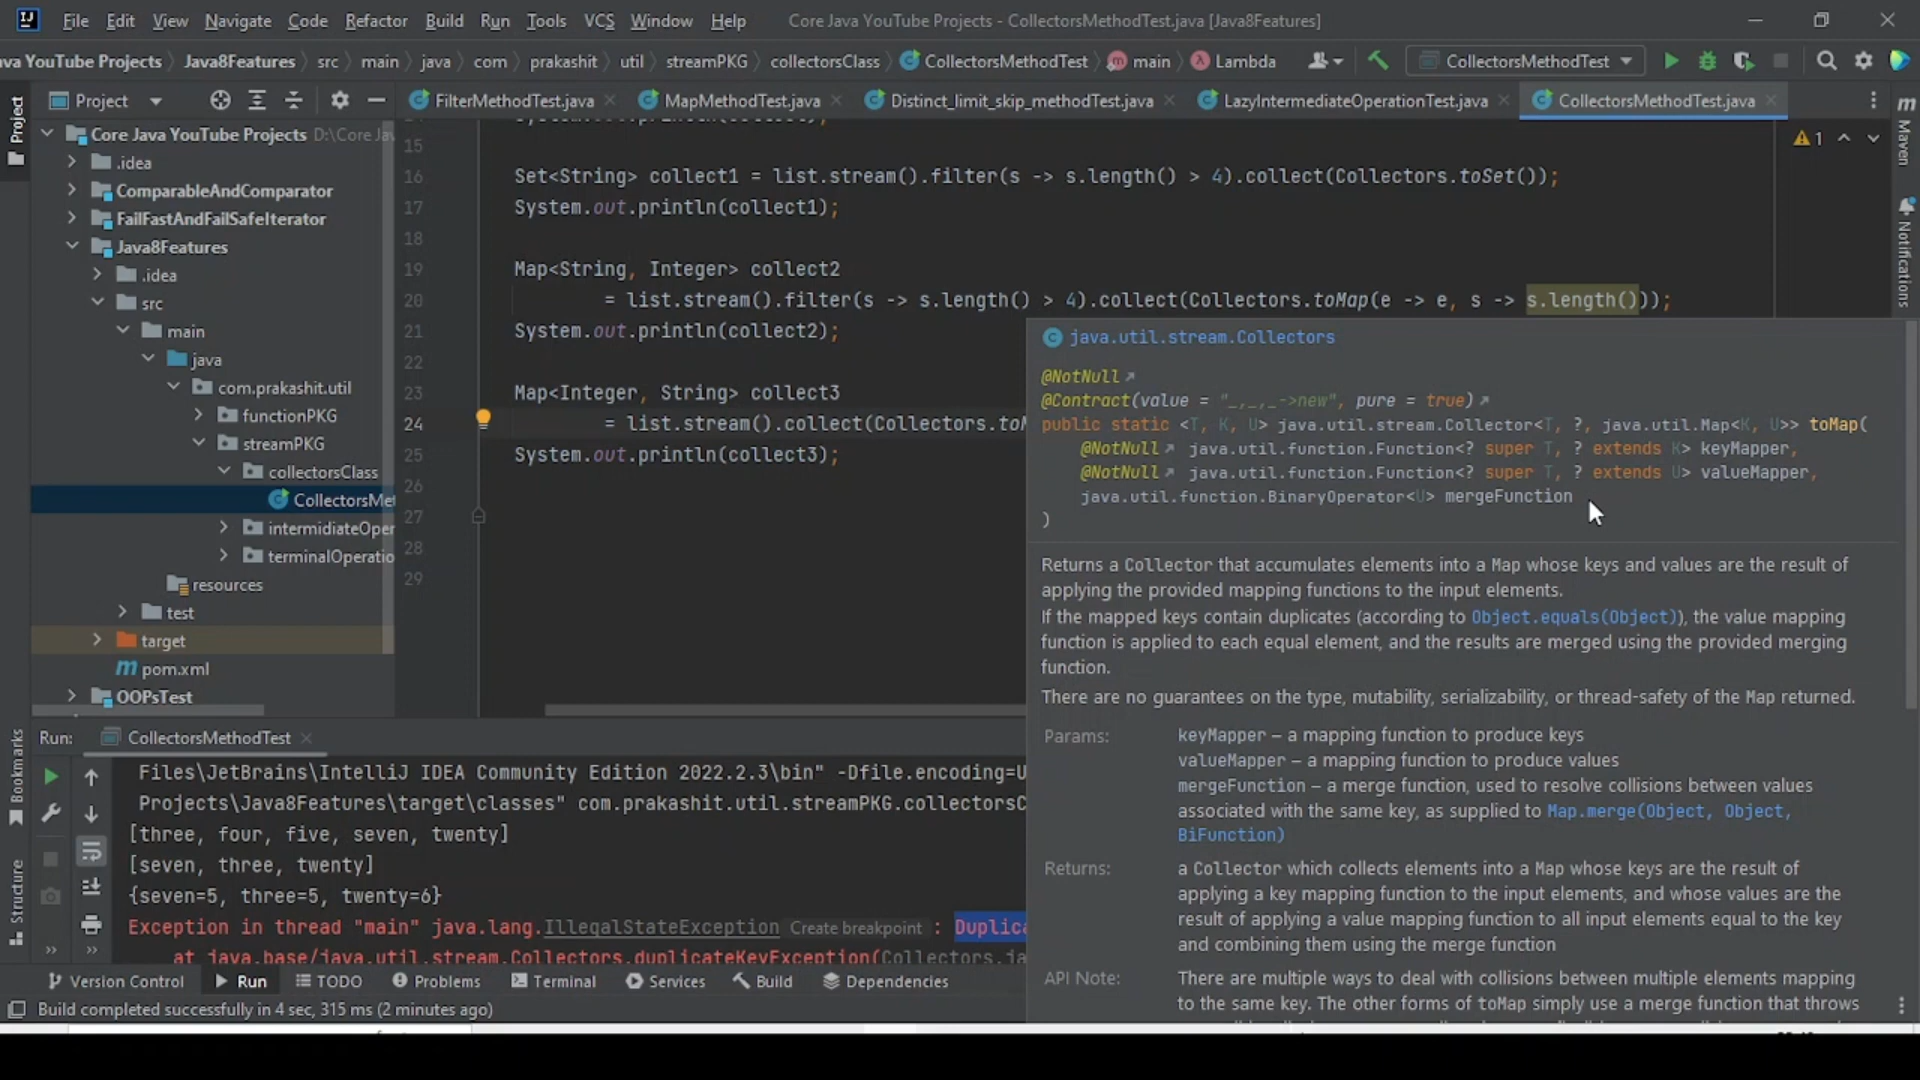 File Edit View Navigate Code Refactor Build Run Tools VCS Window Help Core Java YouTube Projects - CollectorsMethodTest.java [Java8Features]
va YouTube Projects Java8Features src main java com prakashit util streamPKG collectorsClass CollectorsMethodTest main Lambda CollectorsMethodTest
Project FilterMethodTest.java MapMethodTest.java Distinct_limit_skip_methodTest.java LazyIntermediateOperationTest.java CollectorsMethodTest.java
Project
Maven
Notifications
Bookmarks
Structure
Core Java YouTube Projects D:\Core Jav
.idea
ComparableAndComparator
FailFastAndFailSafeIterator
Java8Features
.idea
src
main
java
com.prakashit.util
functionPKG
streamPKG
collectorsClass
CollectorsMet
intermidiateOper
terminalOperatio
resources
test
target
pom.xml
OOPsTest
1
15
16 Set<String> collect1 = list.stream().filter(s -> s.length() > 4).collect(Collectors.toSet());
17 System.out.println(collect1);
18
19 Map<String, Integer> collect2
20 = list.stream().filter(s -> s.length() > 4).collect(Collectors.toMap(e -> e, s -> s.length()));
21 System.out.println(collect2);
22
23 Map<Integer, String> collect3
24 = list.stream().collect(Collectors.toM
25 System.out.println(collect3);
26
27
28
29
java.util.stream.Collectors
@NotNull
@Contract(value = "_,_,_->new", pure = true)
public static <T, K, U> java.util.stream.Collector<T, ?, java.util.Map<K, U>> toMap(
@NotNull java.util.function.Function<? super T, ? extends K> keyMapper,
@NotNull java.util.function.Function<? super T, ? extends U> valueMapper,
java.util.function.BinaryOperator<U> mergeFunction
)
Returns a Collector that accumulates elements into a Map whose keys and values are the result of
applying the provided mapping functions to the input elements.
If the mapped keys contain duplicates (according to Object.equals(Object)), the value mapping
function is applied to each equal element, and the results are merged using the provided merging
function.
There are no guarantees on the type, mutability, serializability, or thread-safety of the Map returned.
Params: keyMapper – a mapping function to produce keys
valueMapper – a mapping function to produce values
mergeFunction – a merge function, used to resolve collisions between values
associated with the same key, as supplied to Map.merge(Object, Object,
BiFunction)
Returns: a Collector which collects elements into a Map whose keys are the result of
applying a key mapping function to the input elements, and whose values are the
result of applying a value mapping function to all input elements equal to the key
and combining them using the merge function
API Note: There are multiple ways to deal with collisions between multiple elements mapping
to the same key. The other forms of toMap simply use a merge function that throws
Run: CollectorsMethodTest
Files\JetBrains\IntelliJ IDEA Community Edition 2022.2.3\bin" -Dfile.encoding=U
Projects\Java8Features\target\classes" com.prakashit.util.streamPKG.collectorsC
[three, four, five, seven, twenty]
[seven, three, twenty]
{seven=5, three=5, twenty=6}
Exception in thread "main" java.lang.IllegalStateException Create breakpoint : Duplica
at java.base/java.util.stream.Collectors.duplicateKeyException(Collectors.ja
Version Control Run TODO Problems Terminal Services Build Dependencies
Build completed successfully in 4 sec, 315 ms (2 minutes ago)